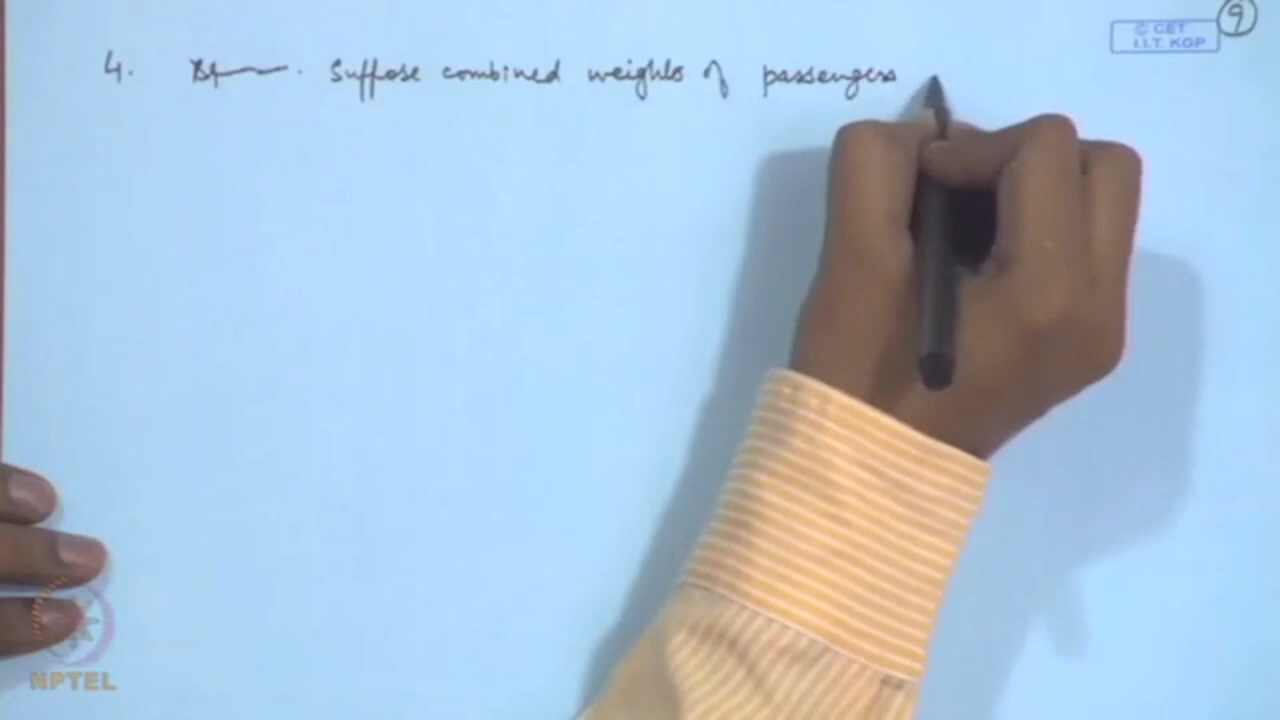 © CET
I.I.T. KGP
9
4. Suppose combined weights of passengers
NPTEL